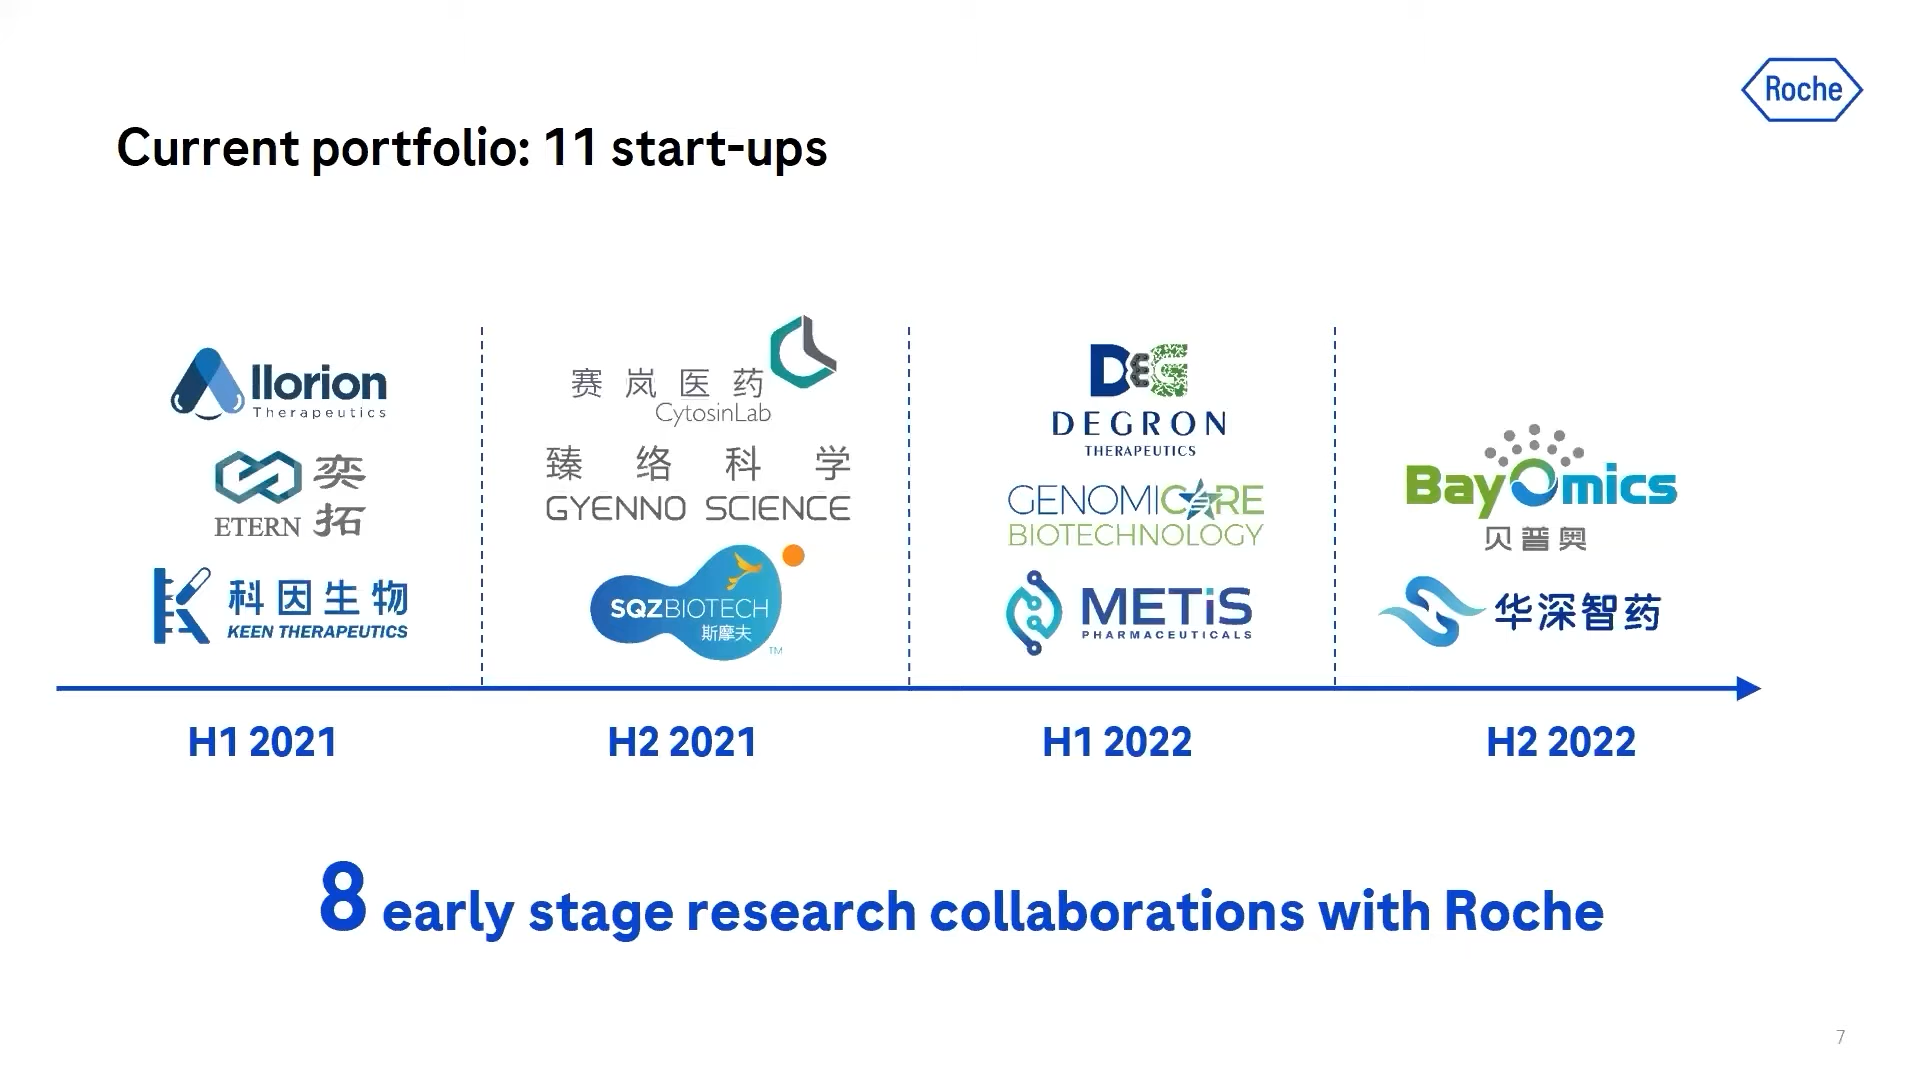 Roche
Current portfolio: 11 start-ups
llorion
Therapeutics
奕
拓
ETERN
科因生物
KEEN THERAPEUTICS
赛岚医药
CytosinLab
臻络科学
GYENNO SCIENCE
SQZBIOTECH
斯摩夫
TM
DEG
DEGRON
THERAPEUTICS
GENOMICARE
BIOTECHNOLOGY
METiS
PHARMACEUTICALS
BayOmics
贝普奥
华深智药
H1 2021
H2 2021
H1 2022
H2 2022
8 early stage research collaborations with Roche
7